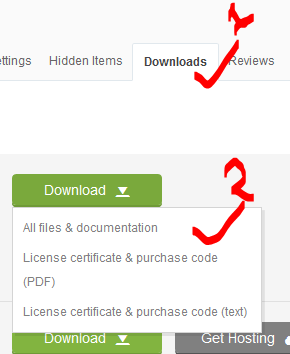 ettings Hidden Items Downloads Reviews
Download
All files & documentation
License certificate & purchase code
(PDF)
License certificate & purchase code (text)
Download Get Hosting